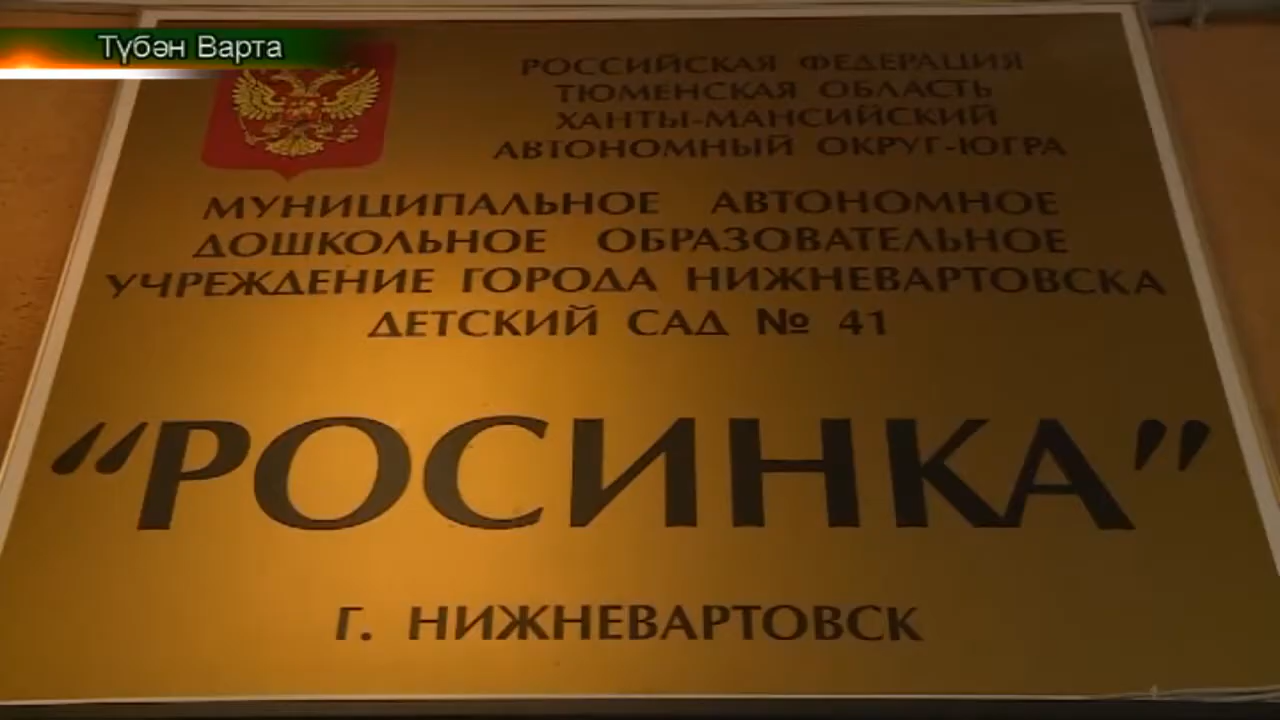 Түбән Варта
РОССИЙСКАЯ ФЕДЕРАЦИЯ
ТЮМЕНСКАЯ ОБЛАСТЬ
ХАНТЫ-МАНСИЙСКИЙ
АВТОНОМНЫЙ ОКРУГ-ЮГРА
МУНИЦИПАЛЬНОЕ АВТОНОМНОЕ
ДОШКОЛЬНОЕ ОБРАЗОВАТЕЛЬНОЕ
УЧРЕЖДЕНИЕ ГОРОДА НИЖНЕВАРТОВСКА
ДЕТСКИЙ САД № 41
“РОСИНКА”
Г. НИЖНЕВАРТОВСК